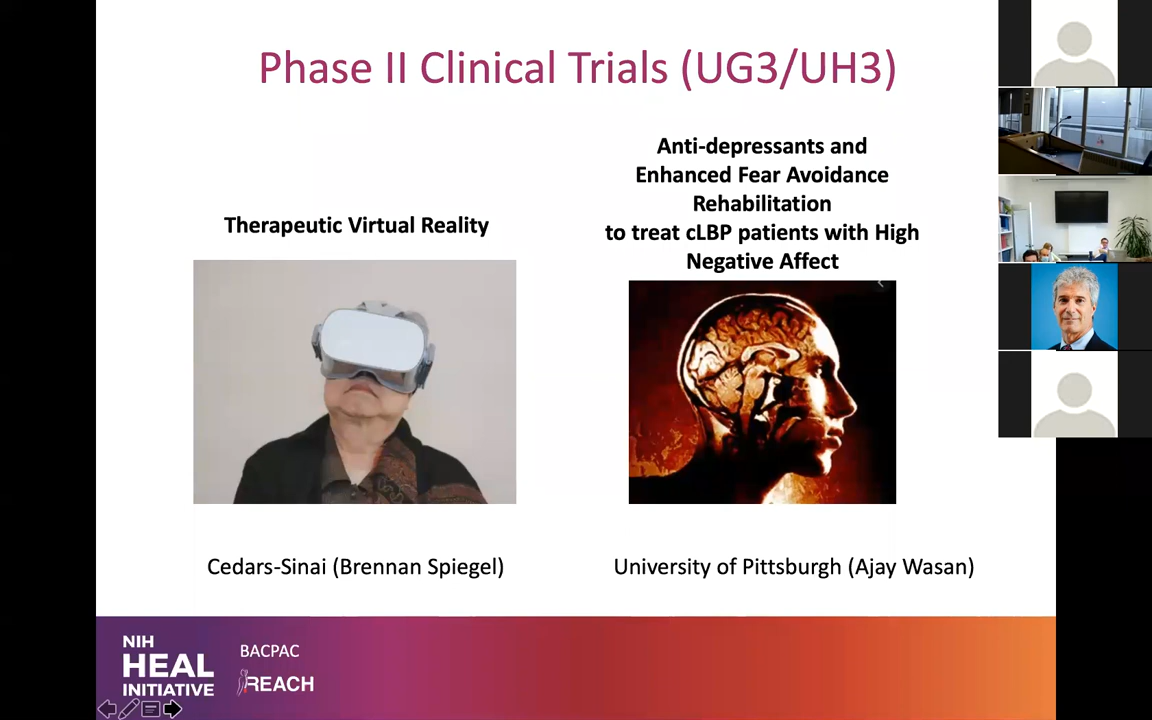 Phase II Clinical Trials (UG3/UH3)
Therapeutic Virtual Reality
Anti-depressants and
Enhanced Fear Avoidance
Rehabilitation
to treat cLBP patients with High
Negative Affect
Cedars-Sinai (Brennan Spiegel)
University of Pittsburgh (Ajay Wasan)
NIH
HEAL
INITIATIVE
BACPAC
REACH